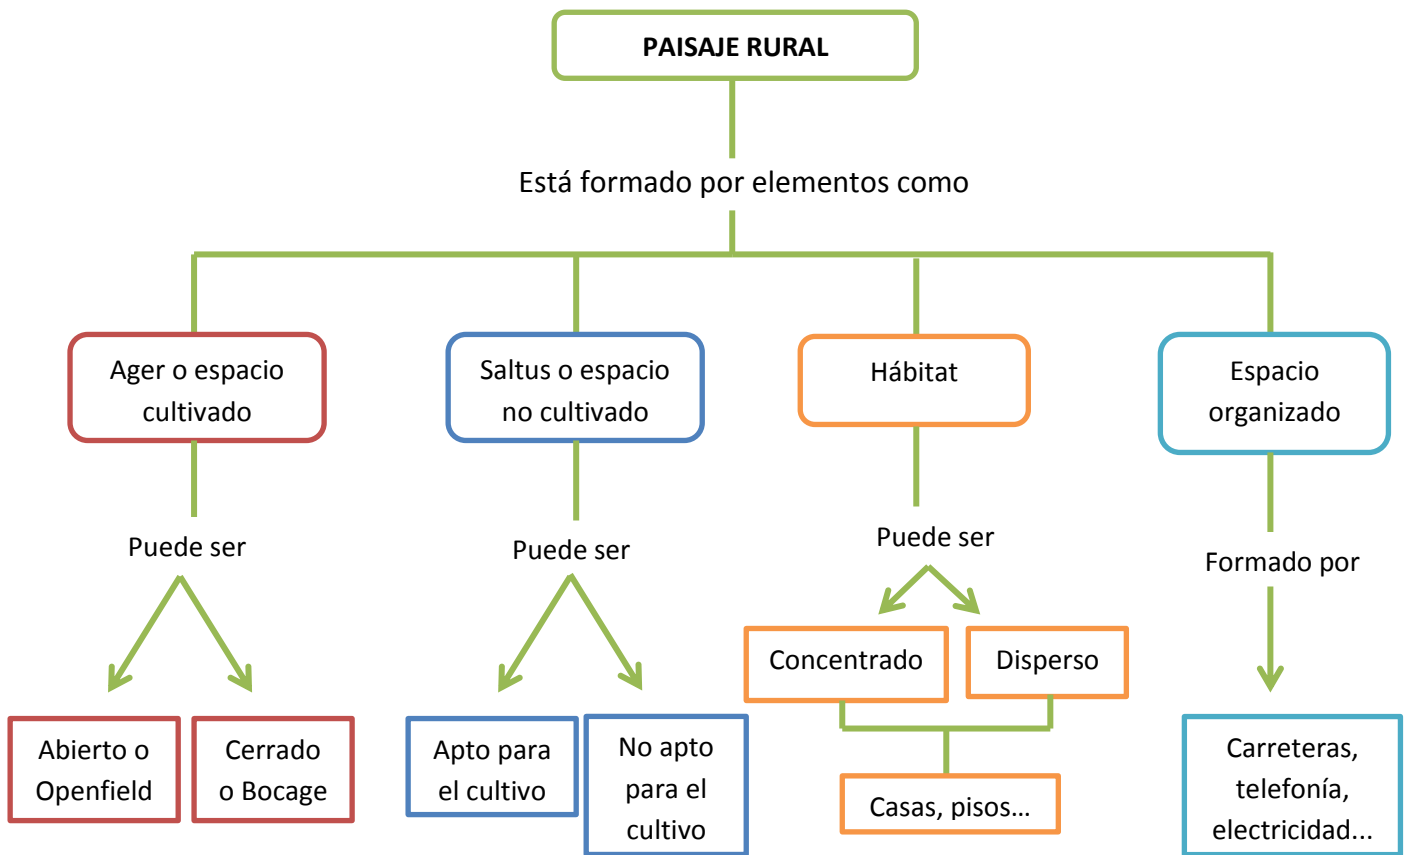 PAISAJE RURAL
Está formado por elementos como
Ager o espacio
cultivado
Saltus o espacio
no cultivado
Hábitat
Espacio
organizado
Puede ser
Puede ser
Puede ser
Formado por
Abierto o
Openfield
Cerrado
o Bocage
Apto para
el cultivo
No apto
para el
cultivo
Concentrado
Disperso
Casas, pisos...
Carreteras,
telefonía,
electricidad...